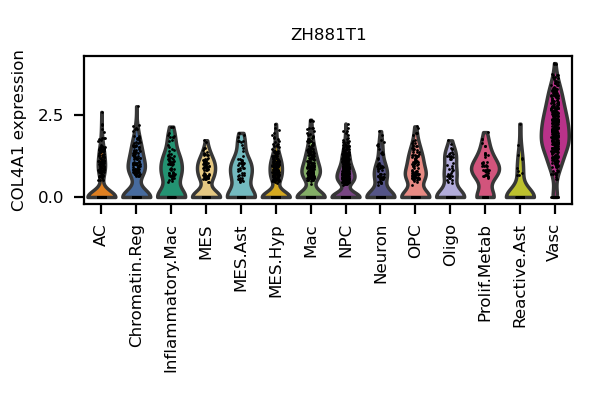 ZH881T1
COL4A1 expression
2.5
0.0
AC
Chromatin.Reg
Inflammatory.Mac
MES
MES.Ast
MES.Hyp
Mac
NPC
Neuron
OPC
Oligo
Prolif.Metab
Reactive.Ast
Vasc